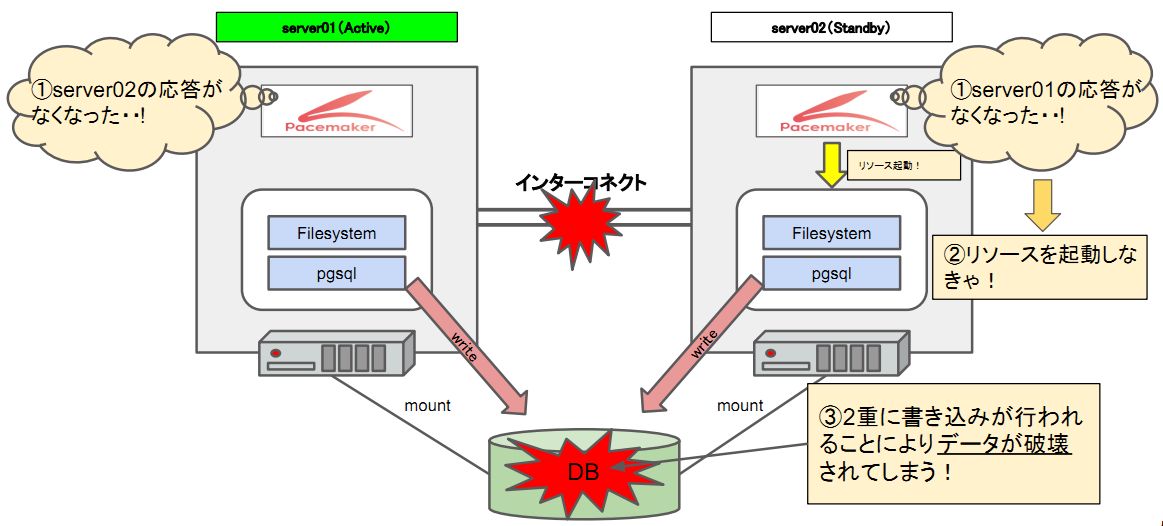 server01（Active）
server02（Standby）
①server02の応答が
なくなった・・!
Pacemaker
Pacemaker
①server01の応答が
なくなった・・!
リソース起動！
インターコネクト
Filesystem
pgsql
Filesystem
pgsql
②リソースを起動しな
きゃ！
write
write
mount
mount
③2重に書き込みが行われ
ることによりデータが破壊
されてしまう！
DB